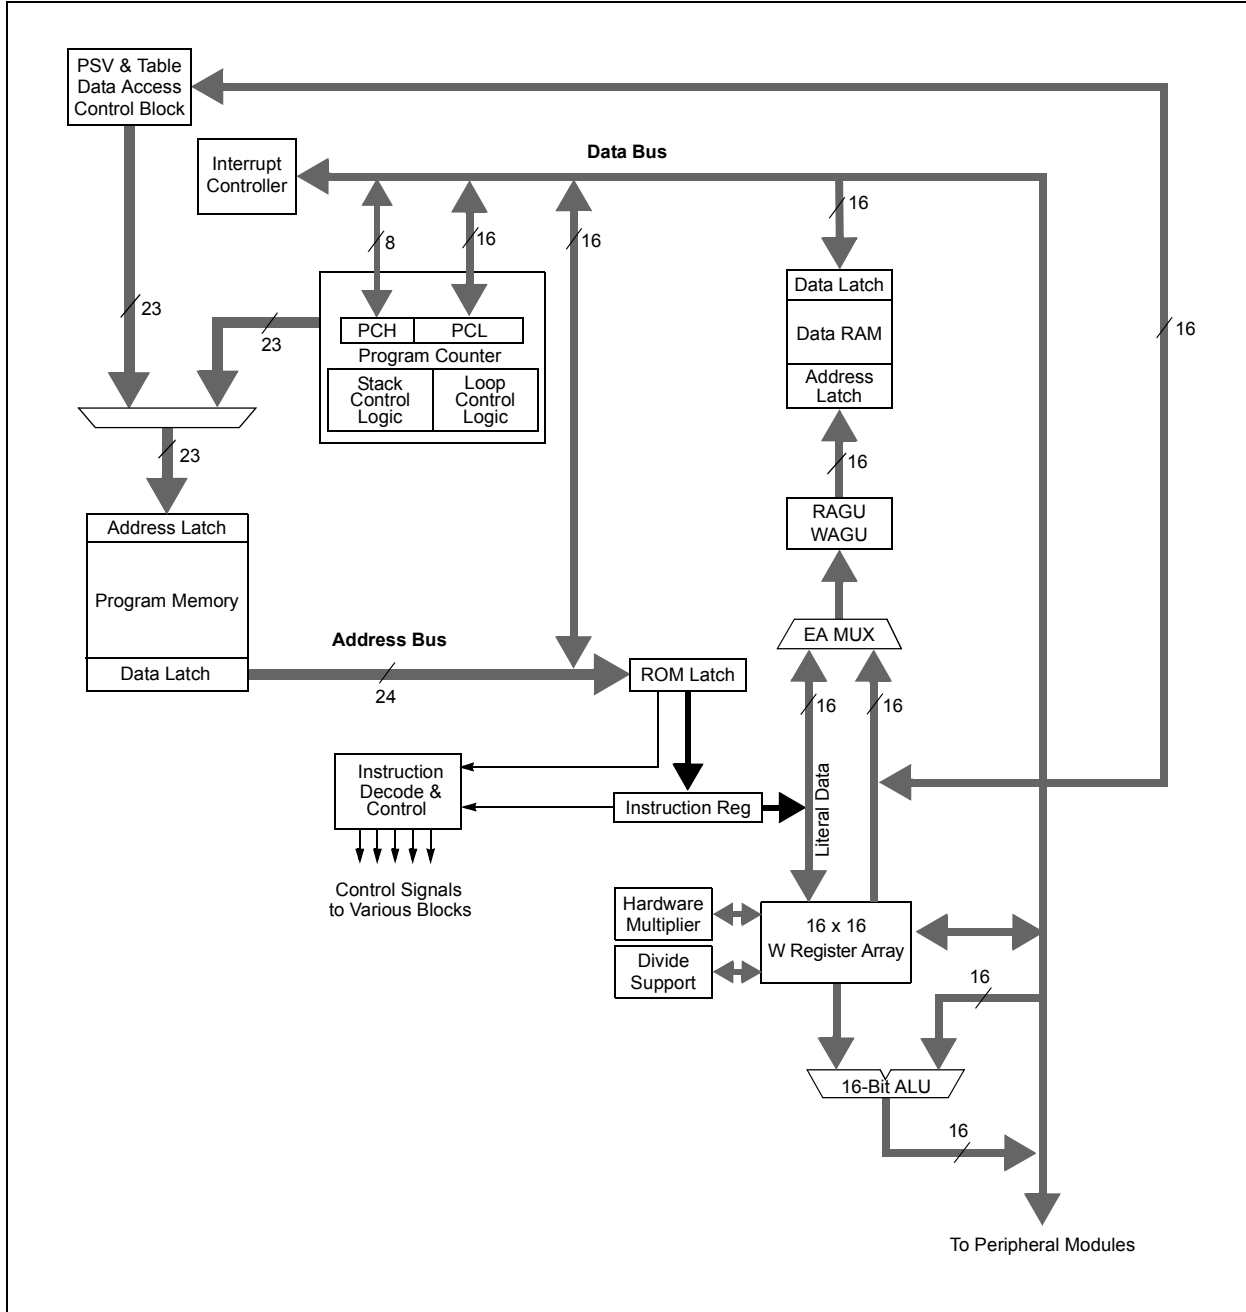 PSV & Table
Data Access
Control Block
Interrupt
Controller
Data Bus
8
16
16
16
23
23
16
PCH
PCL
Program Counter
Stack
Control
Logic
Loop
Control
Logic
Data Latch
Data RAM
Address
Latch
23
16
RAGU
WAGU
Address Latch
Program Memory
Data Latch
Address Bus
24
EA MUX
ROM Latch
16
16
Instruction
Decode &
Control
Instruction Reg
Literal Data
Control Signals
to Various Blocks
Hardware
Multiplier
Divide
Support
16 x 16
W Register Array
16
16-Bit ALU
16
To Peripheral Modules